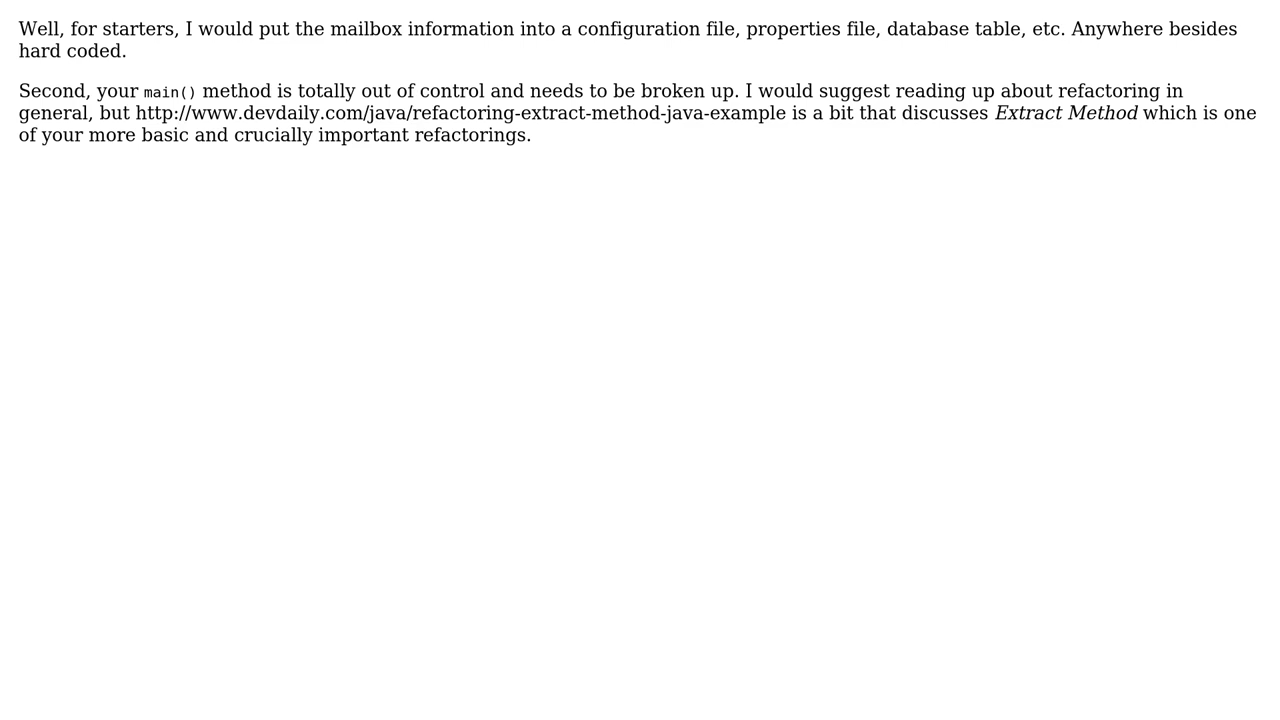 Well, for starters, I would put the mailbox information into a configuration file, properties file, database table, etc. Anywhere besides
hard coded.
Second, your main() method is totally out of control and needs to be broken up. I would suggest reading up about refactoring in
general, but http://www.devdaily.com/java/refactoring-extract-method-java-example is a bit that discusses Extract Method which is one
of your more basic and crucially important refactorings.